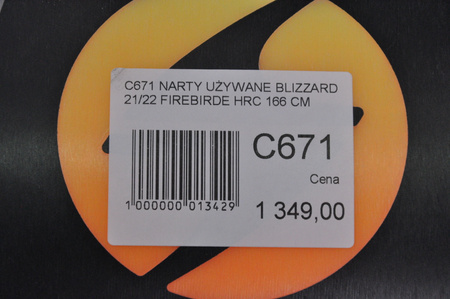 C671 NARTY UŻYWANE BLIZZARD
21/22 FIREBIRDE HRC 166 CM
C671
Cena
1 349,00
1 000000 013429